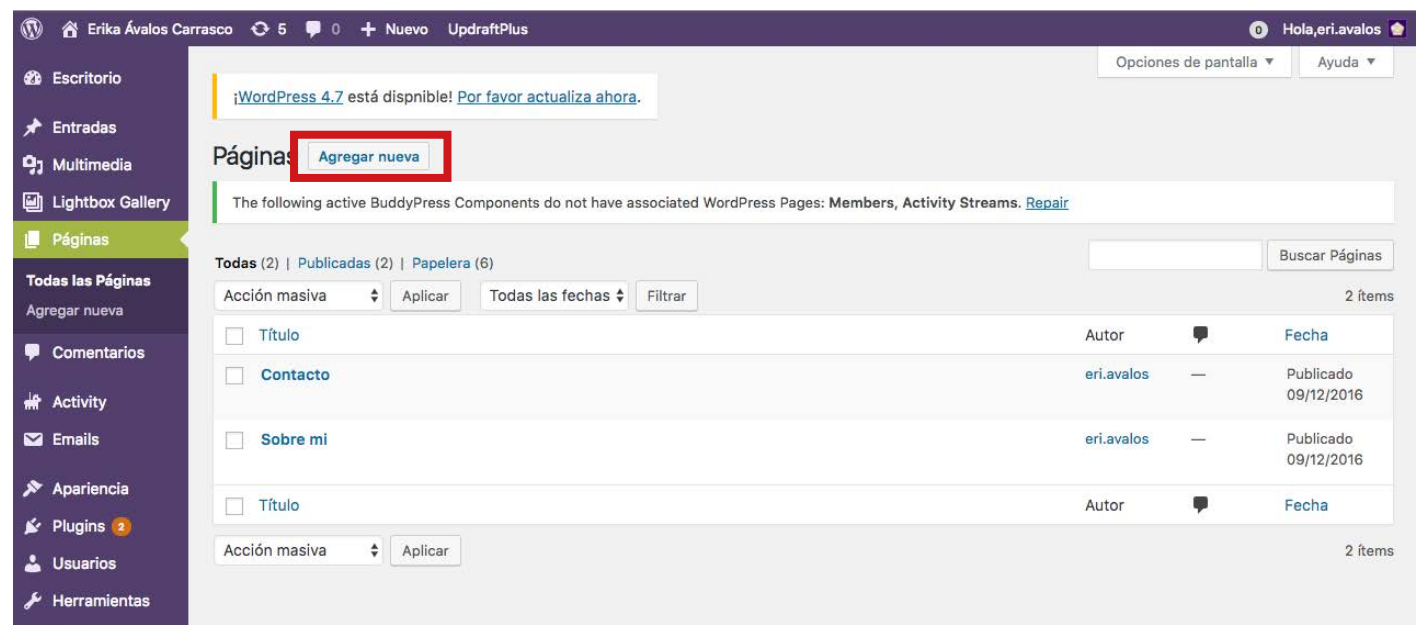 Erika Ávalos Carrasco 5 0 + Nuevo UpdraftPlus 0 Hola,eri.avalos
Opciones de pantalla ▼ Ayuda ▼
Escritorio
Entradas
Multimedia
Lightbox Gallery
Páginas
Todas las Páginas
Agregar nueva
Comentarios
Activity
Emails
Apariencia
Plugins 2
Usuarios
Herramientas
¡WordPress 4.7 está dispnible! Por favor actualiza ahora.
Páginas Agregar nueva
The following active BuddyPress Components do not have associated WordPress Pages: Members, Activity Streams. Repair
Buscar Páginas
Todas (2) | Publicadas (2) | Papelera (6)
Acción masiva Aplicar Todas las fechas Filtrar 2 ítems
Título Autor Fecha
Contacto eri.avalos — Publicado
09/12/2016
Sobre mi eri.avalos — Publicado
09/12/2016
Título Autor Fecha
Acción masiva Aplicar 2 ítems